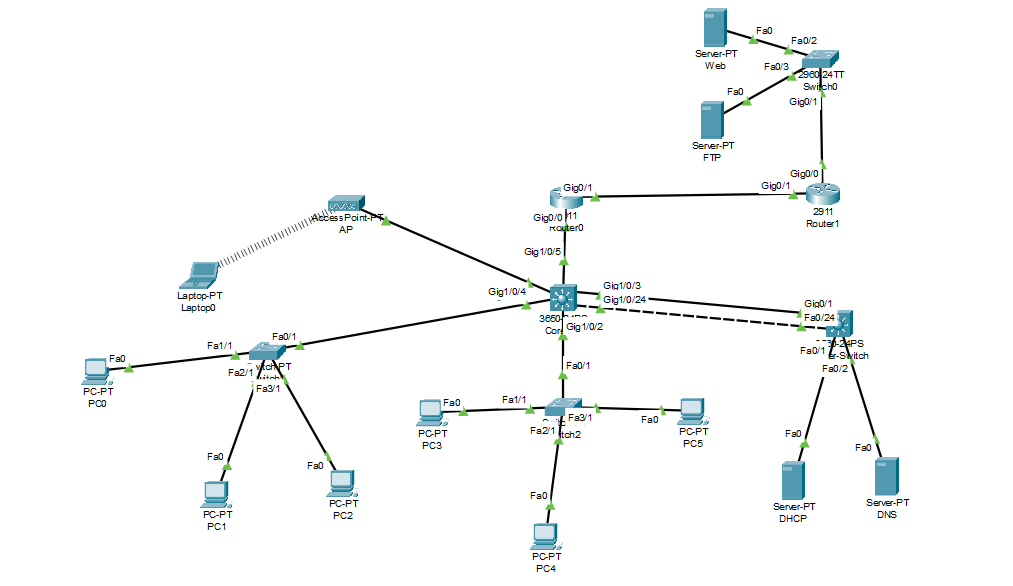 Fa0
Fa0/2
Server-PT
Web
Fa0/3
2960-24TT
Switch0
Fa0
Gig0/1
Server-PT
FTP
Gig0/0
Gig0/1
Gig0/1
2911
Router1
Gig0/0
Router0
AccessPoint-PT
AP
Gig1/0/5
Laptop-PT
Laptop0
Gig1/0/4
Gig1/0/3
Gig1/0/24
Gig0/1
Fa0/24
Gig1/0/2
Fa0/1
Fa1/1
Fa0
PC-PT
PC0
Fa2/1
Fa3/1
Fa0/1
Fa0/2
Fa0/1
Fa0
Fa1/1
Fa3/1
Fa2/1
PC-PT
PC3
Fa0
PC-PT
PC5
Fa0
Fa0
PC-PT
PC1
PC-PT
PC2
Fa0
PC-PT
PC4
Fa0
Server-PT
DHCP
Fa0
Server-PT
DNS